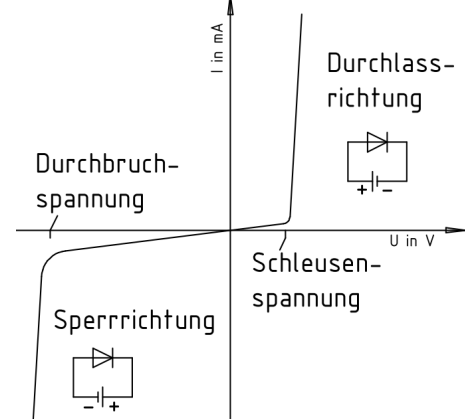 I in mA
Durchlass-
richtung
+ -
Durchbruch-
spannung
U in V
Schleusen-
spannung
Sperrrichtung
- +